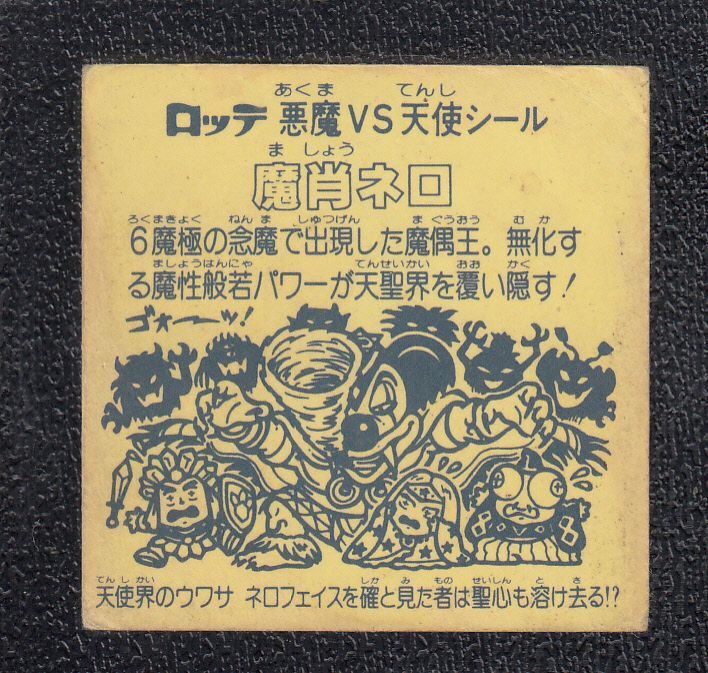 あくま てんし
ロッテ 悪魔VS天使シール
ましょう
魔肖ネロ
ろくまきょく ねんま しゅつげん まぐうおう むか
6魔極の念魔で出現した魔偶王。無化す
ましょうはんにゃ てんせいかい おお かく
る魔性般若パワーが天聖界を覆い隠す!
ゴォーーッ!
てんしかい しか み もの せいしん と さ
天使界のウワサ ネロフェイスを確と見た者は聖心も溶け去る!?